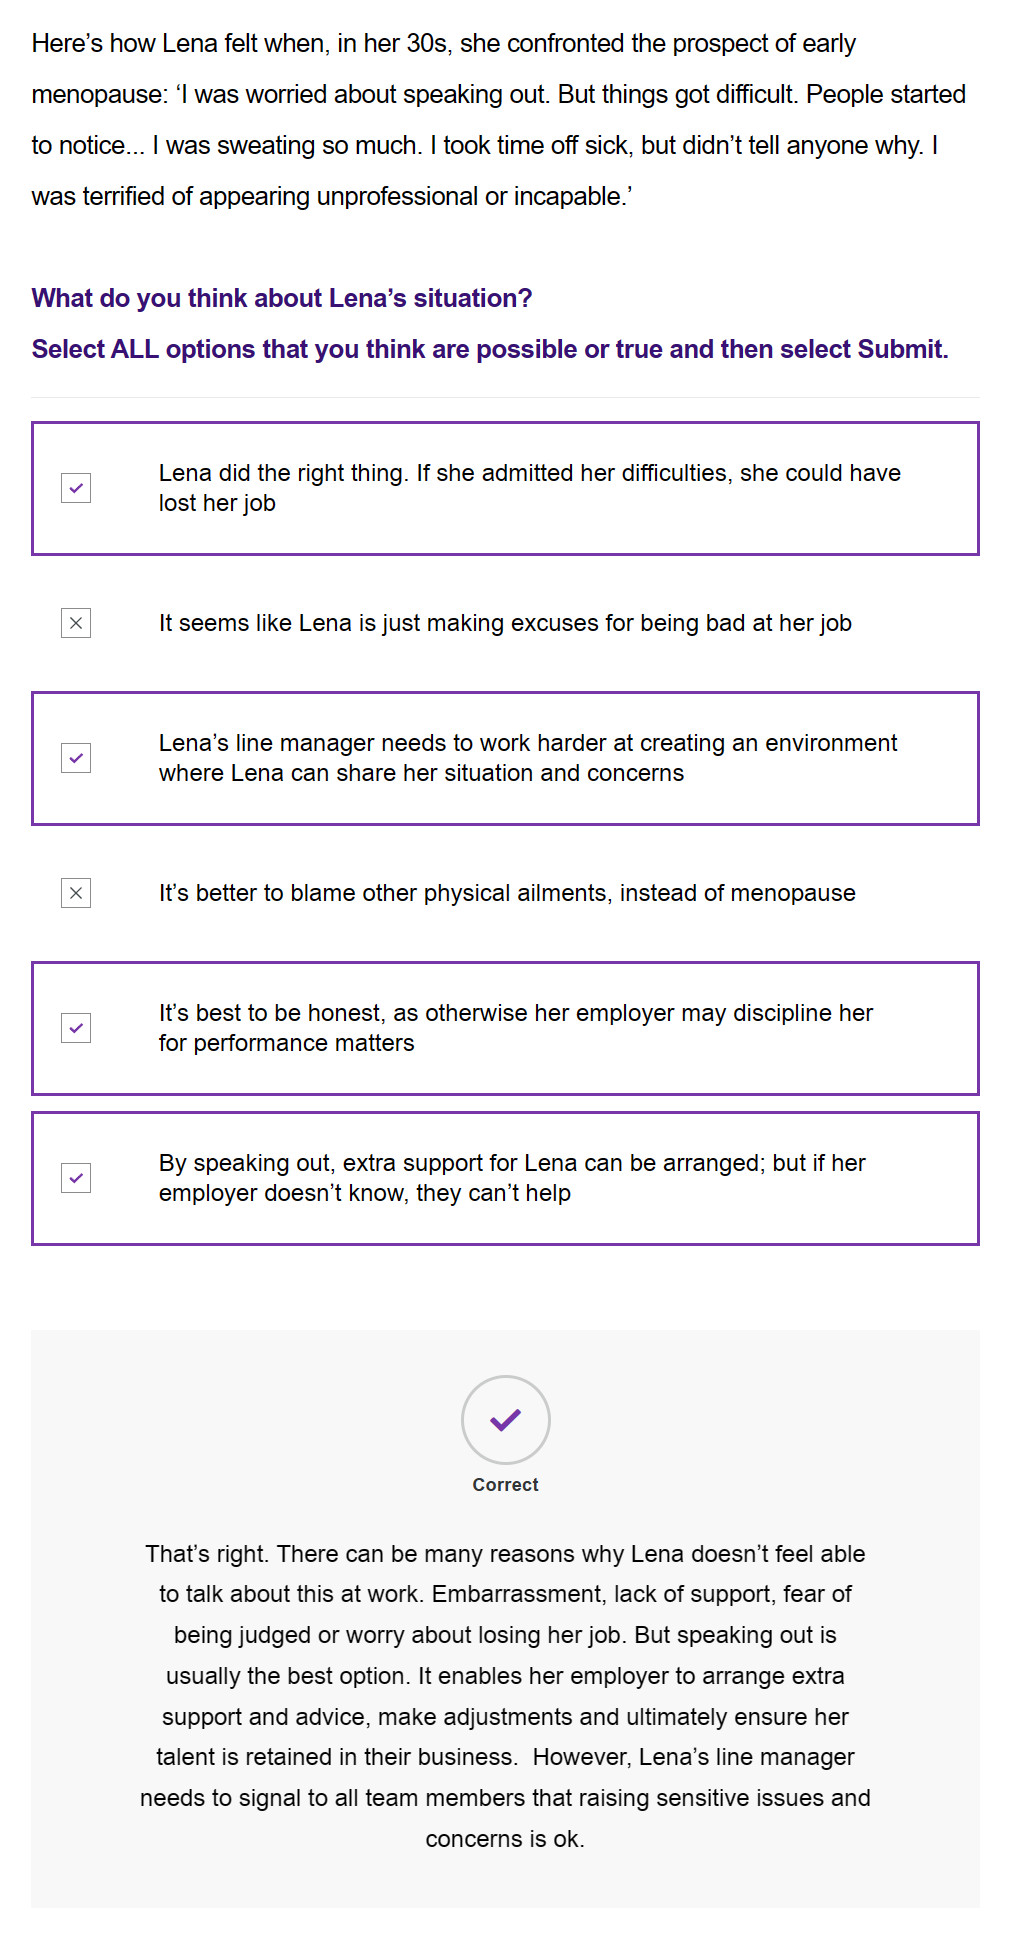 Here’s how Lena felt when, in her 30s, she confronted the prospect of early
menopause: ‘I was worried about speaking out. But things got difficult. People started
to notice... I was sweating so much. I took time off sick, but didn’t tell anyone why. I
was terrified of appearing unprofessional or incapable.’
What do you think about Lena’s situation?
Select ALL options that you think are possible or true and then select Submit.
Lena did the right thing. If she admitted her difficulties, she could have
lost her job
It seems like Lena is just making excuses for being bad at her job
Lena’s line manager needs to work harder at creating an environment
where Lena can share her situation and concerns
It’s better to blame other physical ailments, instead of menopause
It’s best to be honest, as otherwise her employer may discipline her
for performance matters
By speaking out, extra support for Lena can be arranged; but if her
employer doesn’t know, they can’t help
Correct
That’s right. There can be many reasons why Lena doesn’t feel able
to talk about this at work. Embarrassment, lack of support, fear of
being judged or worry about losing her job. But speaking out is
usually the best option. It enables her employer to arrange extra
support and advice, make adjustments and ultimately ensure her
talent is retained in their business.  However, Lena’s line manager
needs to signal to all team members that raising sensitive issues and
concerns is ok.